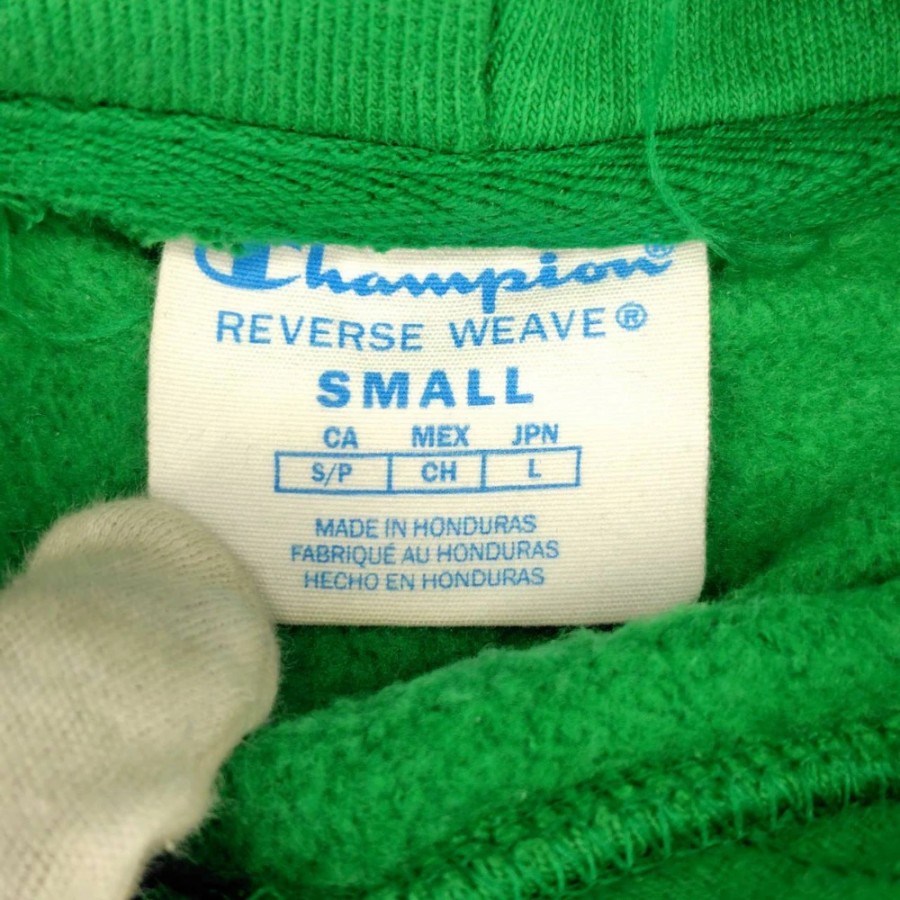 Champion®
REVERSE WEAVE®
SMALL
CA MEX JPN
S/P CH L
MADE IN HONDURAS
FABRIQUÉ AU HONDURAS
HECHO EN HONDURAS